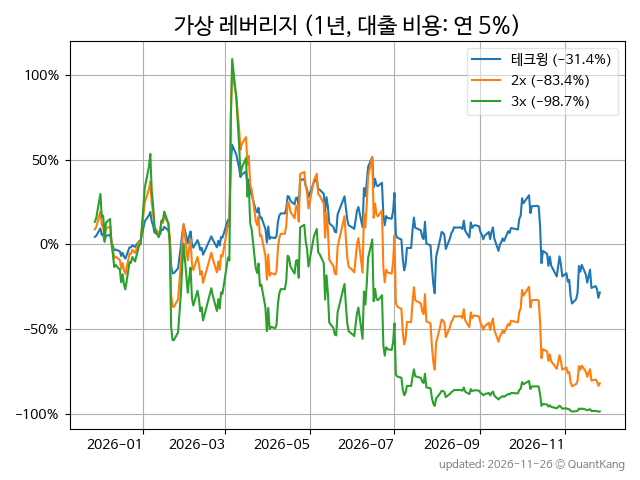 가상 레버리지 (1년, 대출 비용: 연 5%)
테크윙 (−31.4%)
2x (−83.4%)
3x (−98.7%)
100%
50%
0%
−50%
−100%
2026−01 2026−03 2026−05 2026−07 2026−09 2026−11
updated: 2026−11−26 © QuantKang